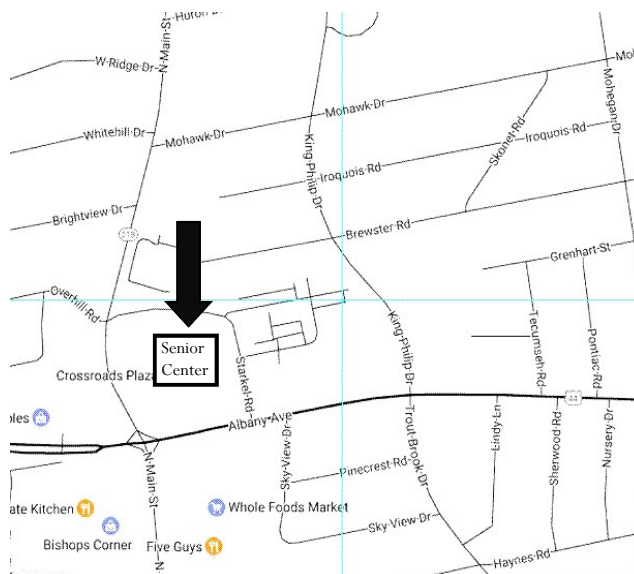 Huron Dr
N Main St
W Ridge Dr
Mohawk Dr
Mohegan Dr
Whitehill Dr
Mohawk Dr
King Philip Dr
Skonet Rd
Iroquois Rd
Iroquois Rd
Brightview Dr
218
Brewster Rd
Grenhart St
Overhill Rd
King Philip Dr
Tecumseh Rd
Pontiac Rd
Senior
Center
Crossroads Plaza
Starkel Rd
44
Albany Ave
Trout Brook Dr
Lindy Ln
Sherwood Rd
Nursery Dr
Sky View Dr
N Main St
Pinecrest Rd
ate Kitchen
Whole Foods Market
Sky View Dr
Bishops Corner
Five Guys
Haynes Rd